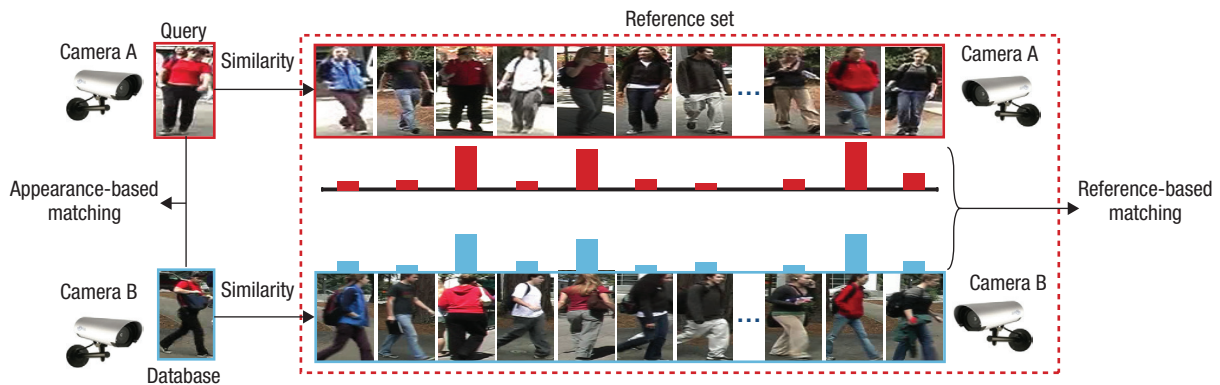 Query
Reference set
Camera A
Similarity
Camera A
...
Appearance-based
matching
Reference-based
matching
Camera B
Similarity
Camera B
...
Database